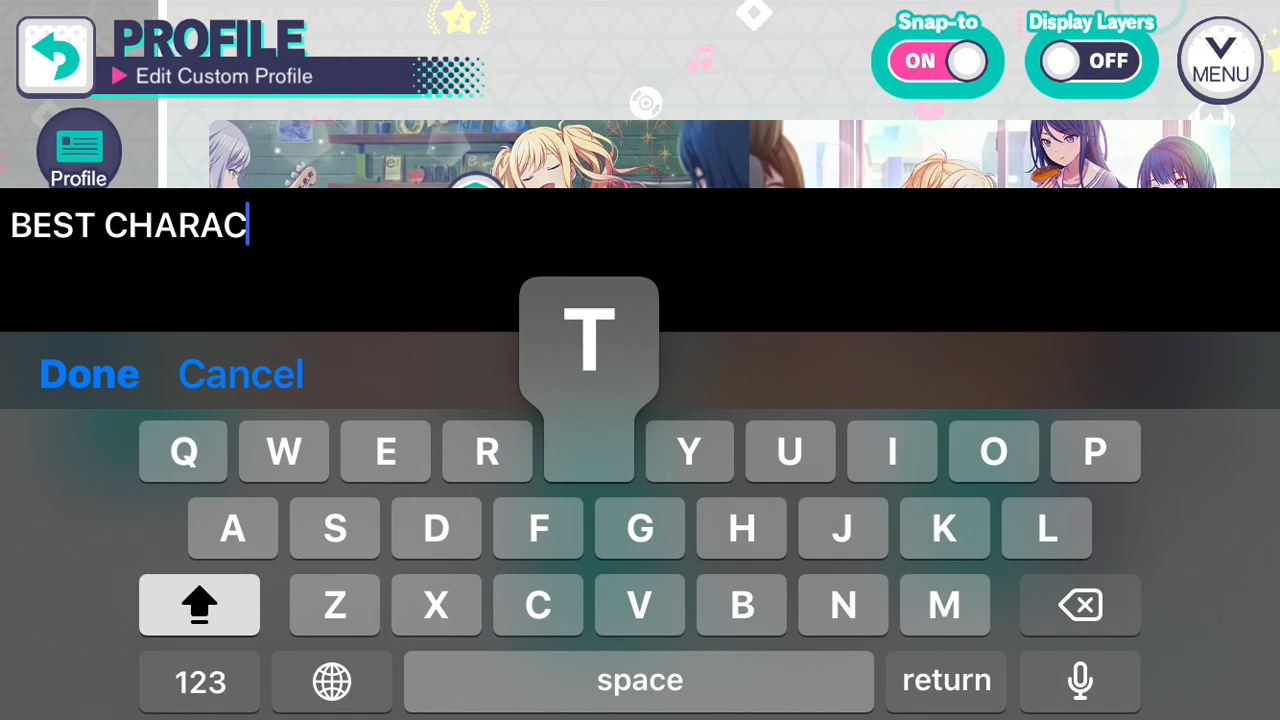 PROFILE
Edit Custom Profile
Snap-to
ON
Display Layers
OFF
MENU
Profile
BEST CHARAC
T
Done Cancel
Q W E R Y U I O P
A S D F G H J K L
Z X C V B N M
123 space return